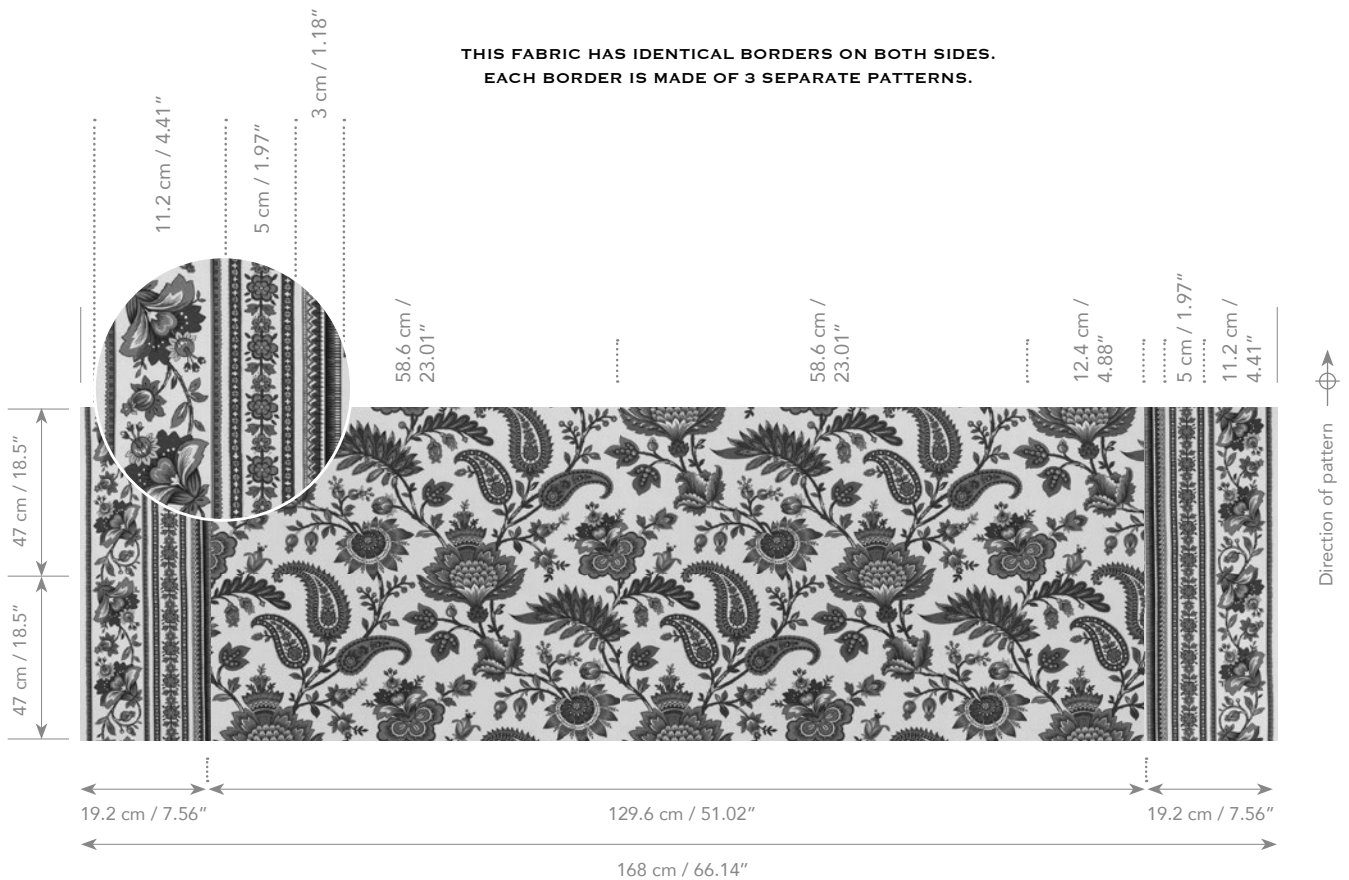 THIS FABRIC HAS IDENTICAL BORDERS ON BOTH SIDES.
EACH BORDER IS MADE OF 3 SEPARATE PATTERNS.
11.2 cm / 4.41”
5 cm / 1.97”
3 cm / 1.18”
58.6 cm /
23.01”
58.6 cm /
23.01”
12.4 cm /
4.88”
5 cm / 1.97”
11.2 cm /
4.41”
47 cm / 18.5”
47 cm / 18.5”
Direction of pattern
19.2 cm / 7.56”
129.6 cm / 51.02”
19.2 cm / 7.56”
168 cm / 66.14”